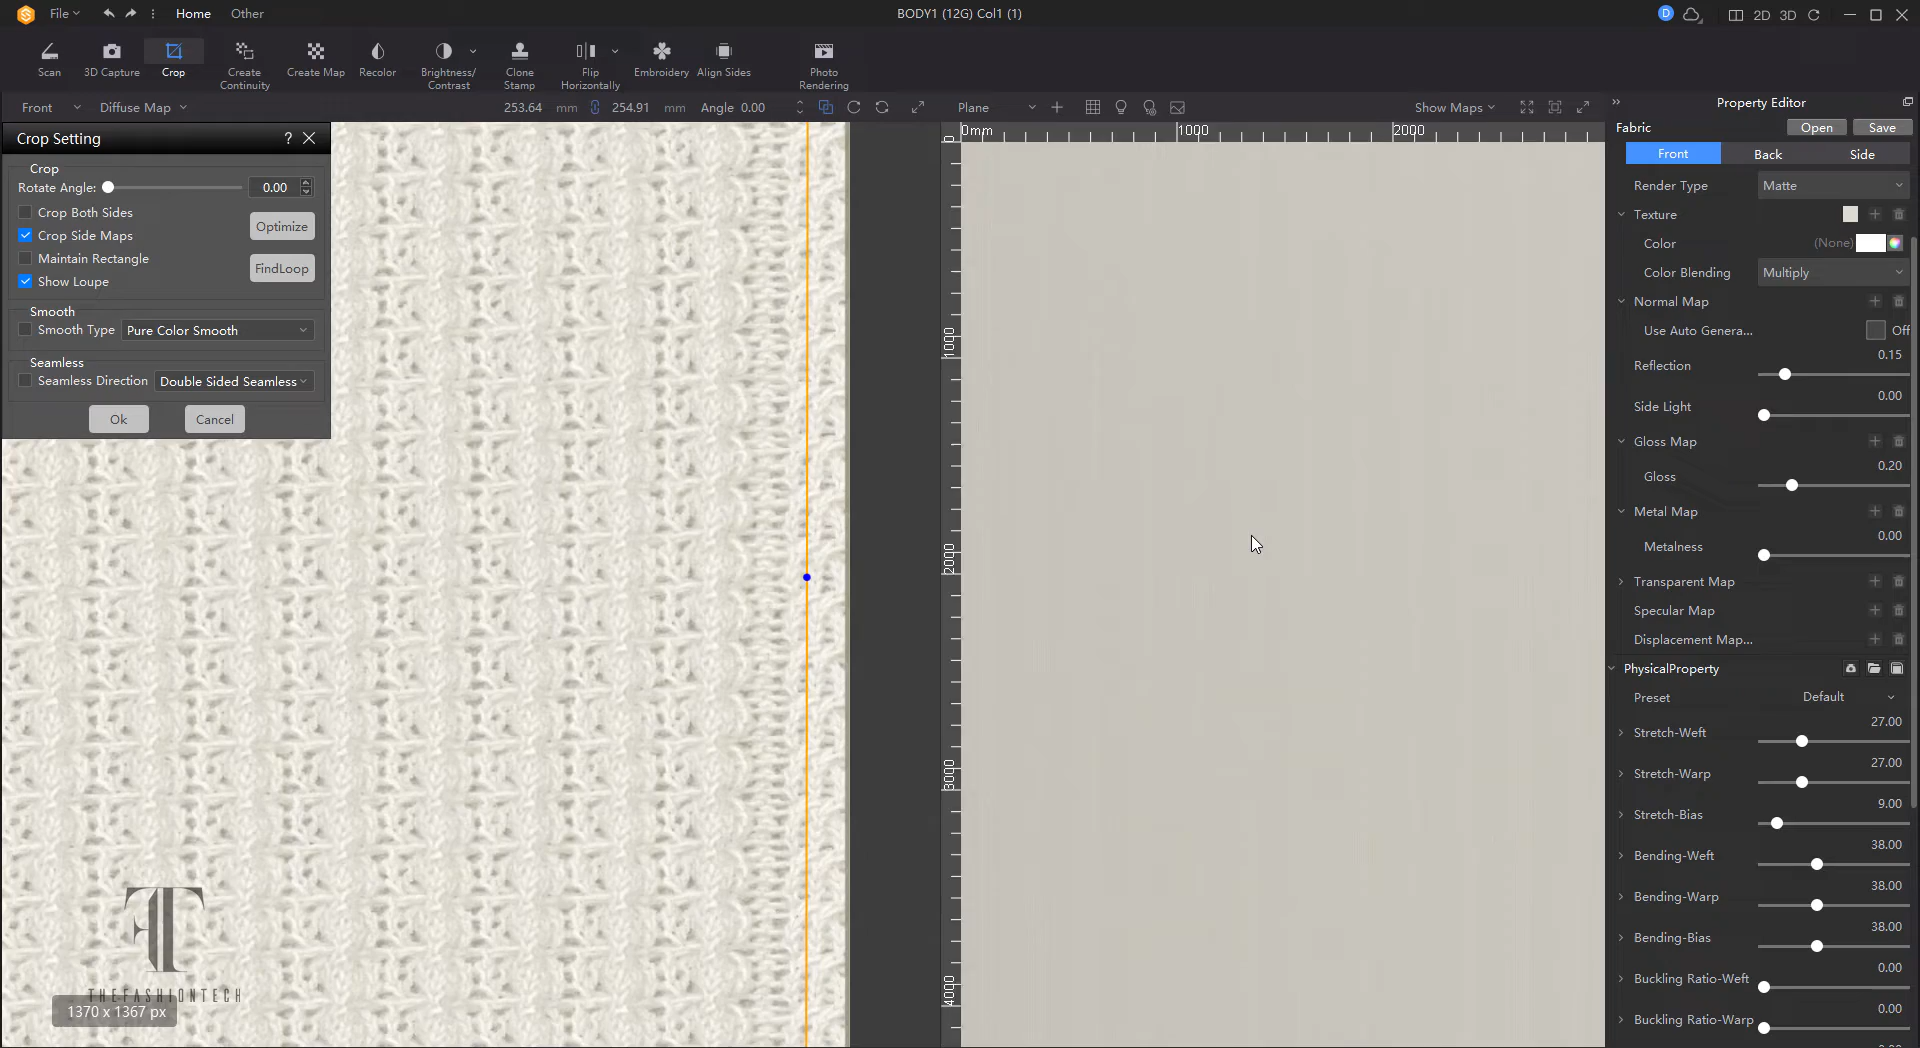 File Home Other BODY1 (12G) Col1 (1) D 2D 3D
Scan 3D Capture Crop Create Continuity Create Map Recolor Brightness/ Contrast Clone Stamp Flip Horizontally Embroidery Align Sides Photo Rendering
Front Diffuse Map 253.64 mm 254.91 mm Angle 0.00 Plane Show Maps
Crop Setting ?
Crop
Rotate Angle: 0.00
Crop Both Sides
Optimize
Crop Side Maps
Maintain Rectangle
FindLoop
Show Loupe
Smooth
Smooth Type Pure Color Smooth
Seamless
Seamless Direction Double Sided Seamless
Ok Cancel
THEFASHIONTECH
1370 x 1367 px
0mm 1000 2000
0
1000
2000
3000
4000
Property Editor
Fabric Open Save
Front Back Side
Render Type Matte
Texture
Color (None)
Color Blending Multiply
Normal Map
Use Auto Genera... Off
0.15
Reflection
0.00
Side Light
Gloss Map
0.20
Gloss
Metal Map
0.00
Metalness
Transparent Map
Specular Map
Displacement Map...
PhysicalProperty
Preset Default
27.00
Stretch-Weft
27.00
Stretch-Warp
9.00
Stretch-Bias
38.00
Bending-Weft
38.00
Bending-Warp
38.00
Bending-Bias
0.00
Buckling Ratio-Weft
0.00
Buckling Ratio-Warp